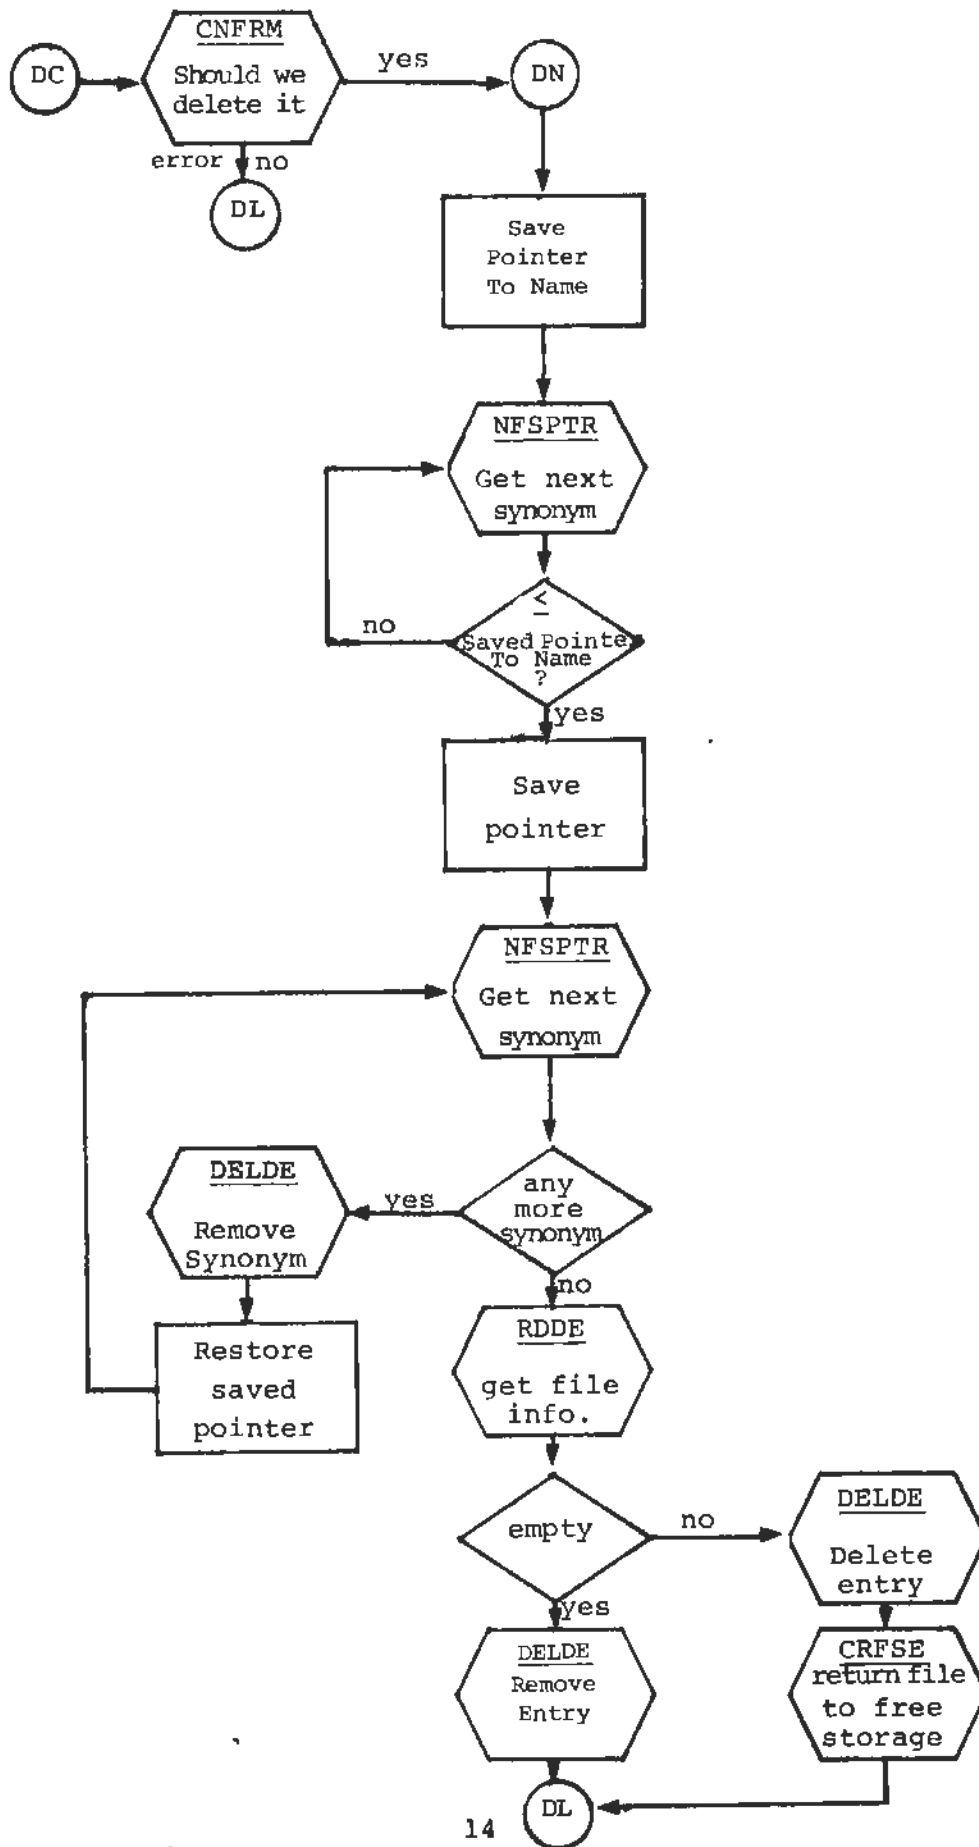 DC
CNFRM
Should we
delete it
yes
DN
error
no
DL
Save
Pointer
To Name
NFSPTR
Get next
synonym
<
Saved Pointe
To Name
?
no
yes
Save
pointer
NFSPTR
Get next
synonym
any
more
synonym
yes
DELDE
Remove
Synonym
Restore
saved
pointer
no
RDDE
get file
info.
empty
no
DELDE
Delete
entry
yes
DELDE
Remove
Entry
CRFSE
return file
to free
storage
DL
14